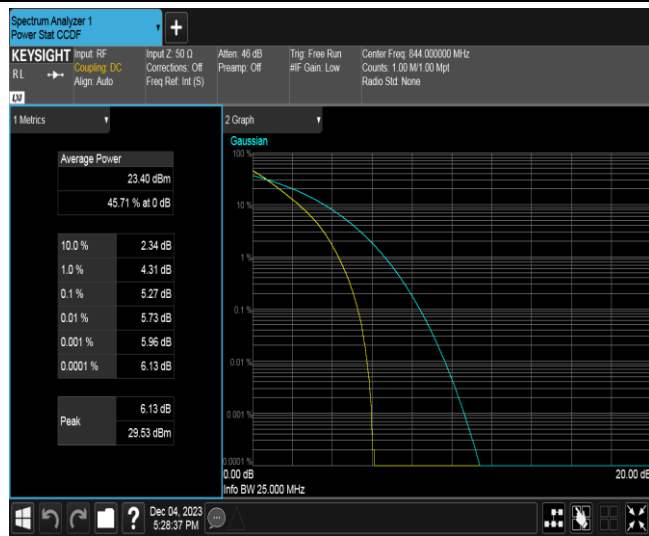 Spectrum Analyzer 1
Power Stat CCDF
+
KEYSIGHT
RL
Input: RF
Coupling: DC
Align: Auto
Input Z: 50 Ω
Corrections: Off
Freq Ref: Int (S)
Atten: 46 dB
Preamp: Off
Trig: Free Run
#IF Gain: Low
Center Freq: 844.000000 MHz
Counts: 1.00 M/1.00 Mpt
Radio Std: None
LXI
1 Metrics
Average Power
23.40 dBm
45.71 % at 0 dB
10.0 % 2.34 dB
1.0 % 4.31 dB
0.1 % 5.27 dB
0.01 % 5.73 dB
0.001 % 5.96 dB
0.0001 % 6.13 dB
Peak
6.13 dB
29.53 dBm
2 Graph
Gaussian
100 %
10 %
1 %
0.1 %
0.01 %
0.001 %
0.0001 %
0.00 dB
20.00 dB
Info BW 25.000 MHz
?
Dec 04, 2023
5:28:37 PM